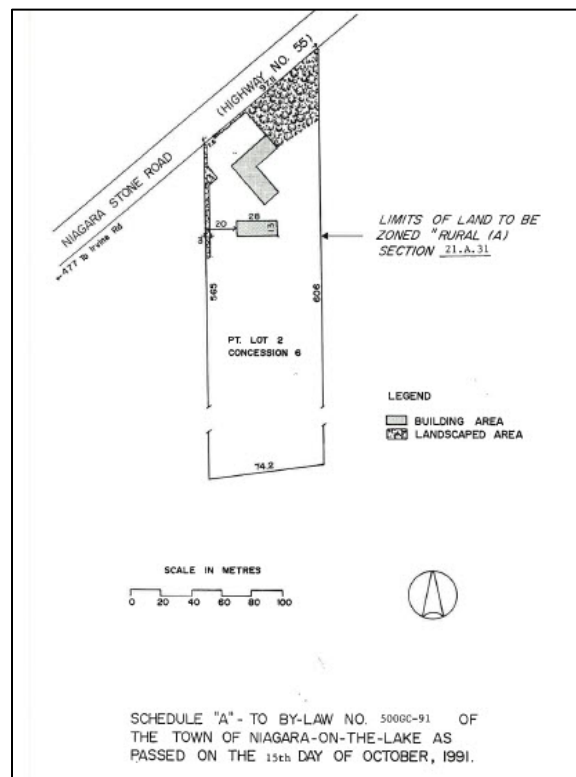 (HIGHWAY NO. 55)
97.11
NIAGARA STONE ROAD
←477 To Irvine Rd
20
28
13
LIMITS OF LAND TO BE
ZONED "RURAL (A)
SECTION 21.A.31
565
606
PT. LOT 2
CONCESSION 6
LEGEND
BUILDING AREA
LANDSCAPED AREA
74.2
SCALE IN METRES
0 20 40 60 80 100
SCHEDULE "A" - TO BY-LAW NO. 500GC-91 OF
THE TOWN OF NIAGARA-ON-THE-LAKE AS
PASSED ON THE 15th DAY OF OCTOBER, 1991.